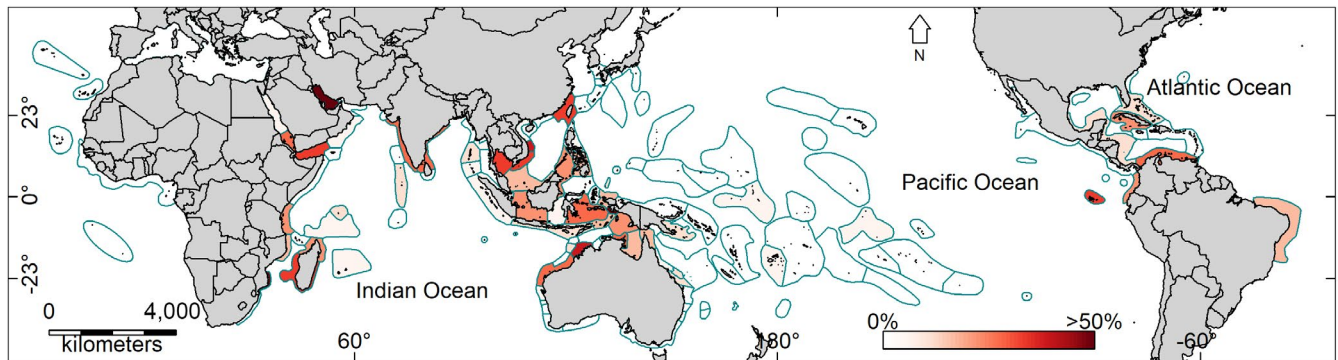 N
Atlantic Ocean
23°
Pacific Ocean
0°
-23°
Indian Ocean
0 4,000
kilometers
0% >50%
60°
180°
-60°